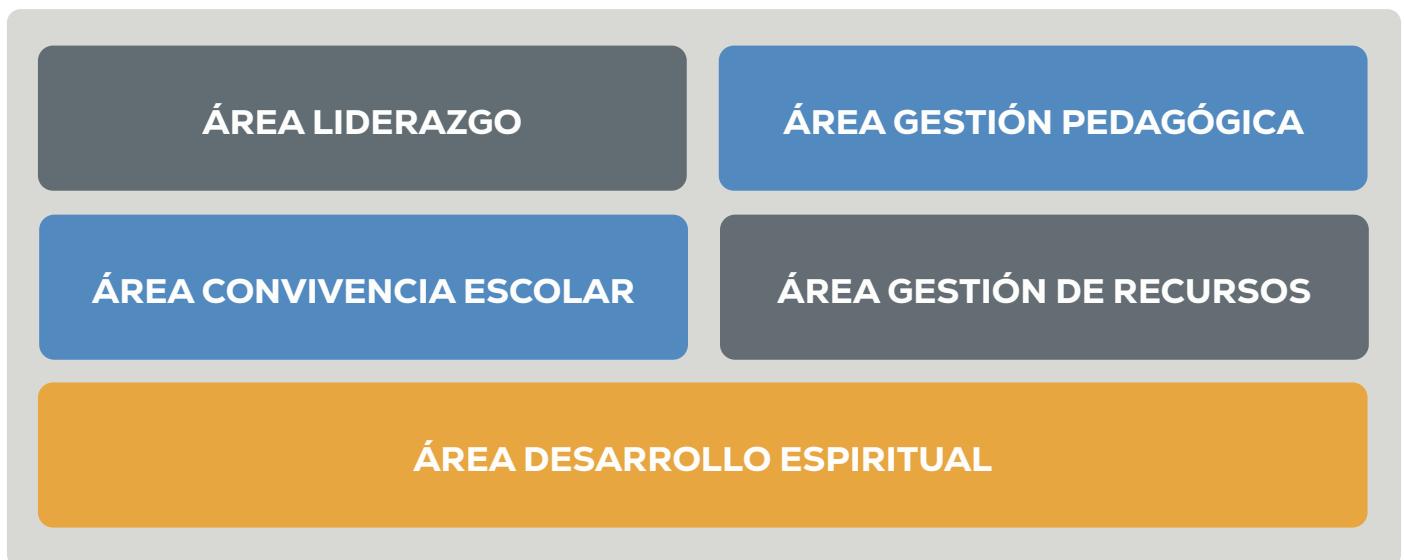 ÁREA LIDERAZGO
ÁREA GESTIÓN PEDAGÓGICA
ÁREA CONVIVENCIA ESCOLAR
ÁREA GESTIÓN DE RECURSOS
ÁREA DESARROLLO ESPIRITUAL